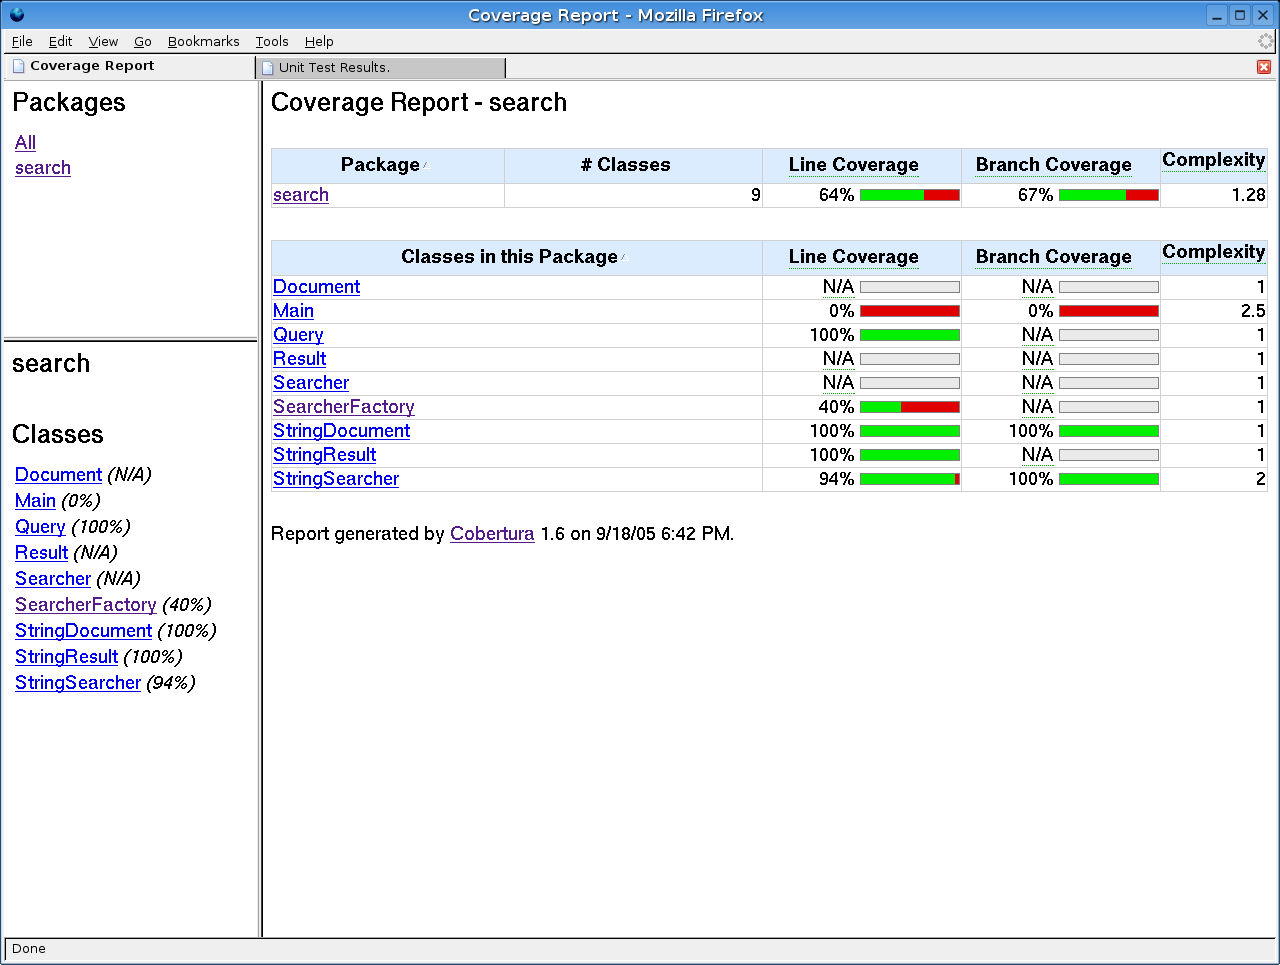 Coverage Report - Mozilla Firefox
File Edit View Go Bookmarks Tools Help
Coverage Report
Unit Test Results.
Packages
All
search
search
Classes
Document (N/A)
Main (0%)
Query (100%)
Result (N/A)
Searcher (N/A)
SearcherFactory (40%)
StringDocument (100%)
StringResult (100%)
StringSearcher (94%)
Coverage Report - search
Package # Classes Line Coverage Branch Coverage Complexity
search 9 64% 67% 1.28
Classes in this Package Line Coverage Branch Coverage Complexity
Document N/A N/A 1
Main 0% 0% 2.5
Query 100% N/A 1
Result N/A N/A 1
Searcher N/A N/A 1
SearcherFactory 40% N/A 1
StringDocument 100% 100% 1
StringResult 100% N/A 1
StringSearcher 94% 100% 2
Report generated by Cobertura 1.6 on 9/18/05 6:42 PM.
Done